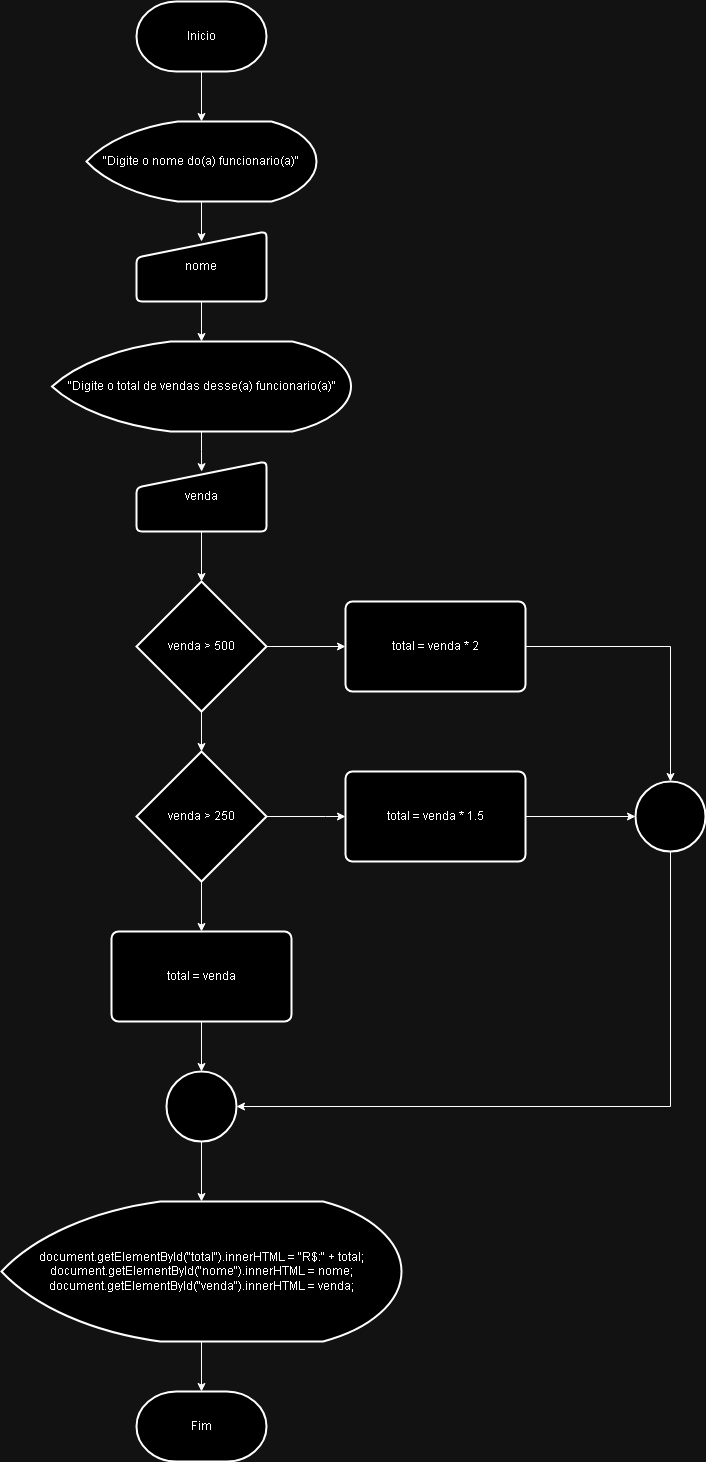 Inicio
"Digite o nome do(a) funcionario(a)"
nome
"Digite o total de vendas desse(a) funcionario(a)"
venda
venda > 500
total = venda * 2
venda > 250
total = venda * 1.5
total = venda
document.getElementById("total").innerHTML = "R$:" + total;
document.getElementById("nome").innerHTML = nome;
document.getElementById("venda").innerHTML = venda;
Fim